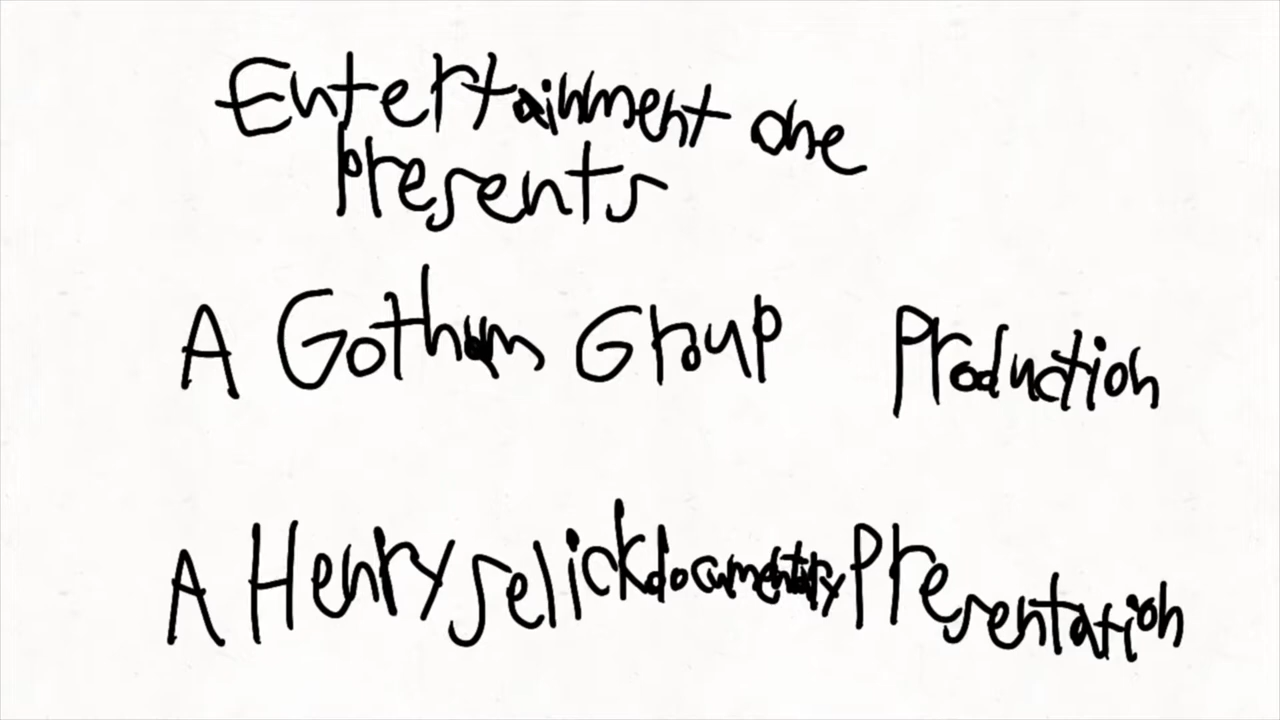 Entertainment one
Presents
A Gotham Group Production
A Henry selick documentary Presentation